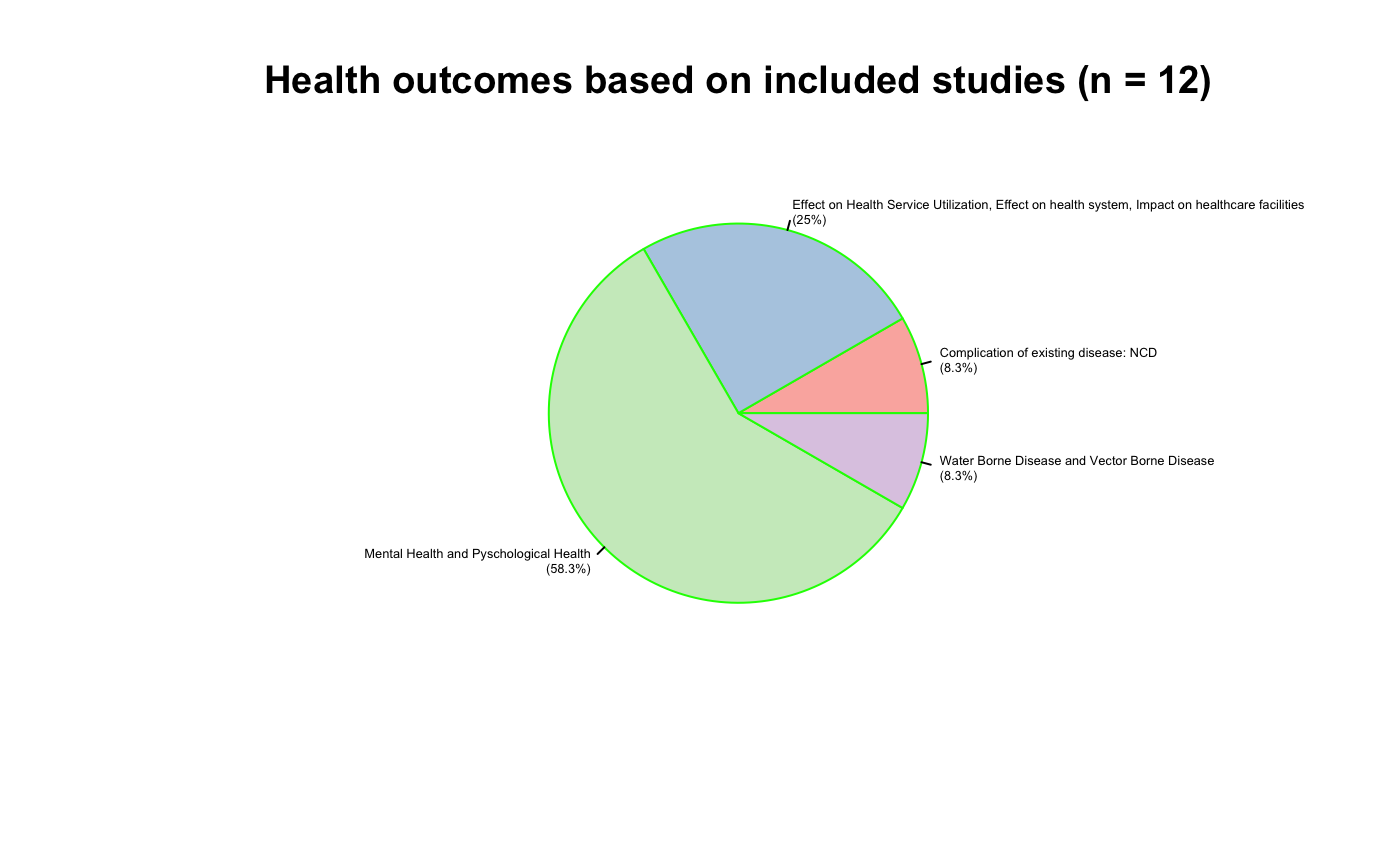 Health outcomes based on included studies (n = 12)
Effect on Health Service Utilization, Effect on health system, Impact on healthcare facilities
(25%)
Complication of existing disease: NCD
(8.3%)
Water Borne Disease and Vector Borne Disease
(8.3%)
Mental Health and Pyschological Health
(58.3%)